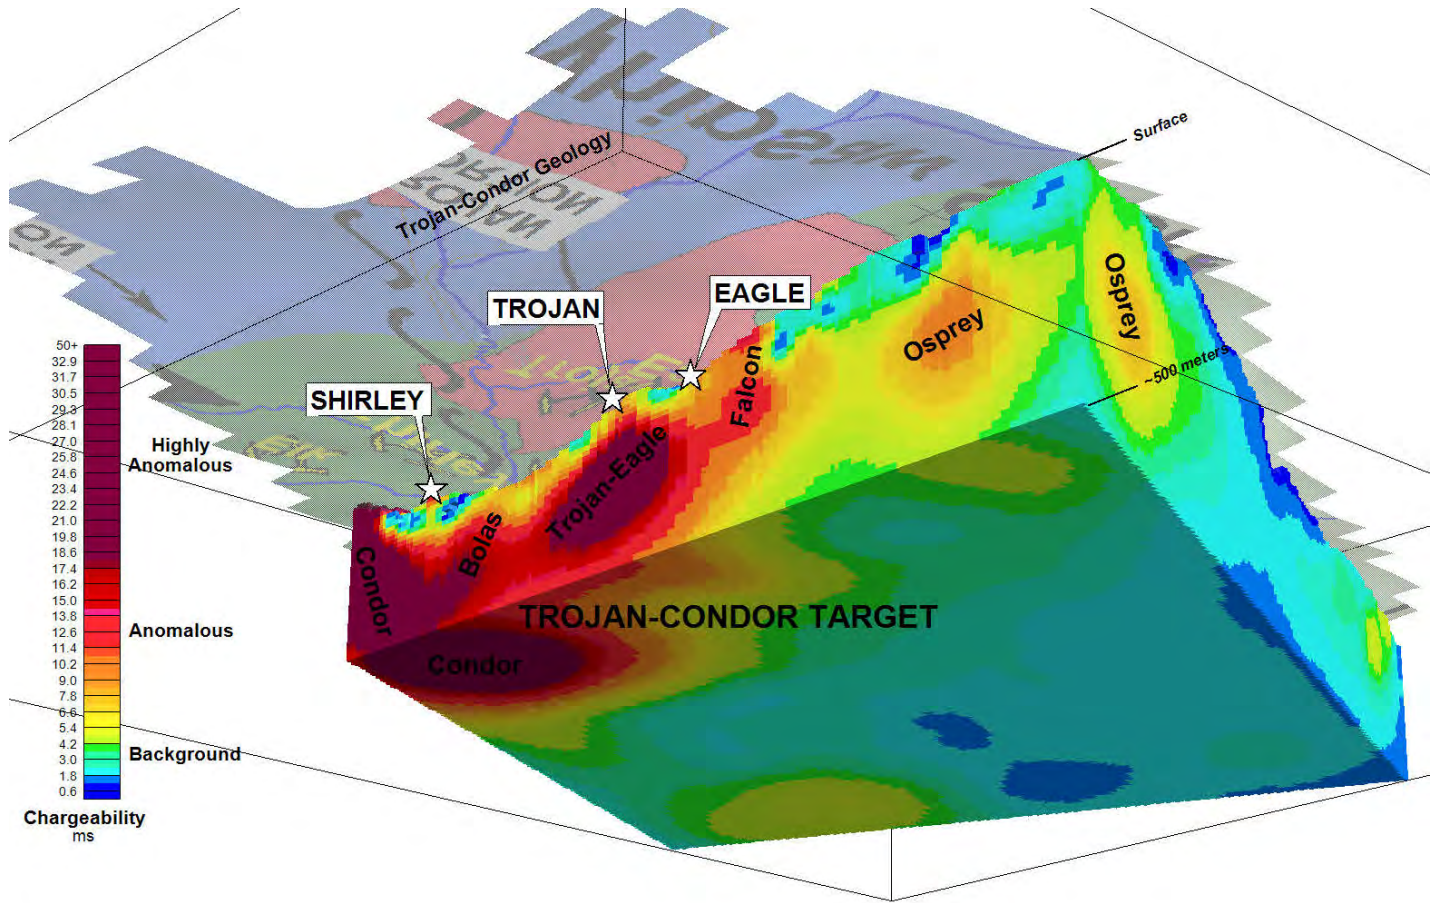 Surface
Trojan-Condor Geology
EAGLE
TROJAN
Osprey
Osprey
~500 meters
Falcon
SHIRLEY
Trojan-Eagle
Bolas
Condor
TROJAN-CONDOR TARGET
Condor
50+
32.9
31.7
30.5
29.3
28.1
27.0
25.8
24.6
23.4
22.2
21.0
19.8
18.6
17.4
16.2
15.0
13.8
12.6
11.4
10.2
9.0
7.8
6.6
5.4
4.2
3.0
1.8
0.6
Highly
Anomalous
Anomalous
Background
Chargeability
ms